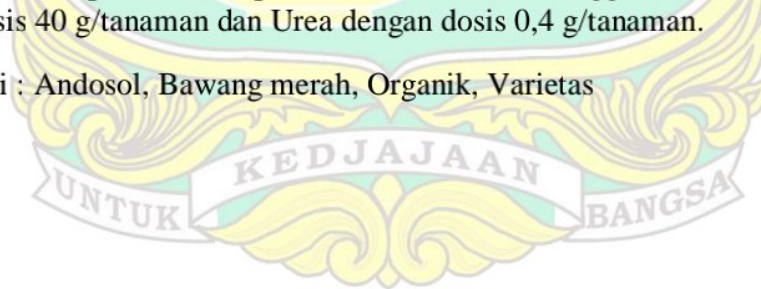 sis 40 g/tanaman dan Urea dengan dosis 0,4 g/tanaman.
i : Andosol, Bawang merah, Organik, Varietas
UNTUK KEDJAJAAN BANGSA